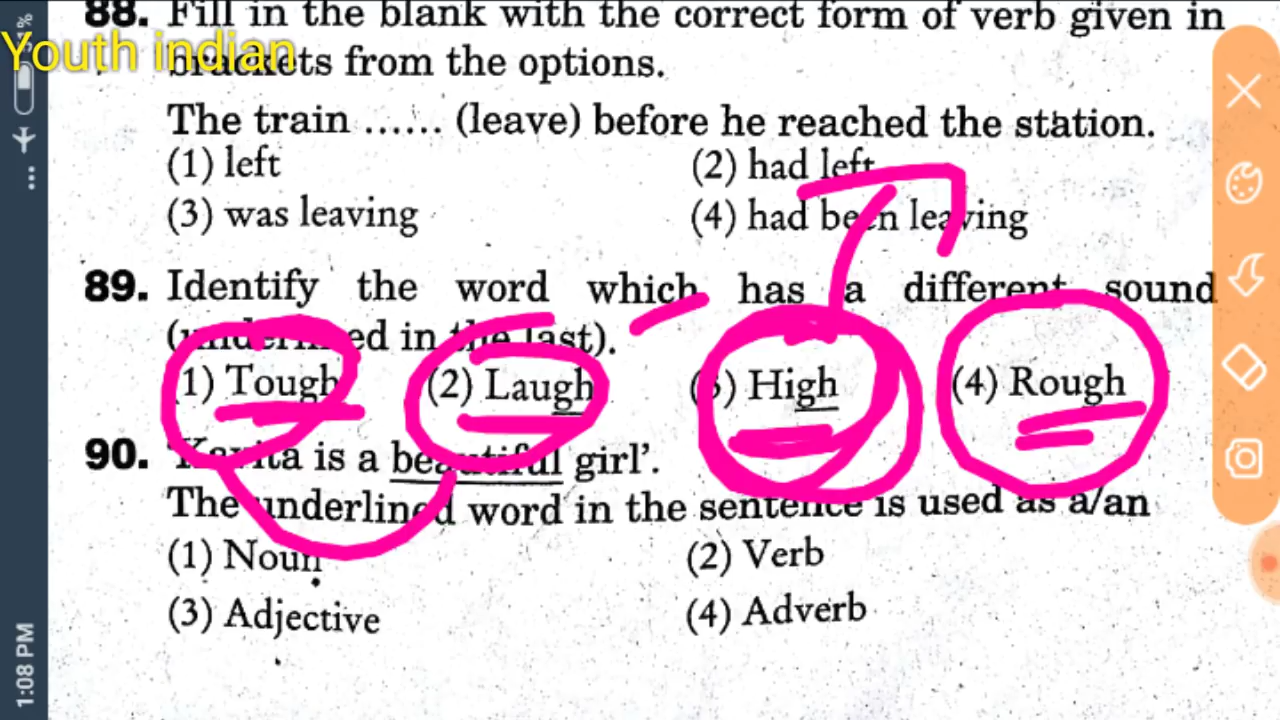 88. Fill in the blank with the correct form of verb given in
Youth indian
brackets from the options.
The train ...... (leave) before he reached the station.
(1) left (2) had left
(3) was leaving (4) had been leaving
89. Identify the word which has a different sound
(underlined in the last).
(1) Tough (2) Laugh (3) High (4) Rough
90. 'Kavita is a beautiful girl'.
The underlined word in the sentence is used as a/an
(1) Noun (2) Verb
(3) Adjective (4) Adverb
1:08 PM